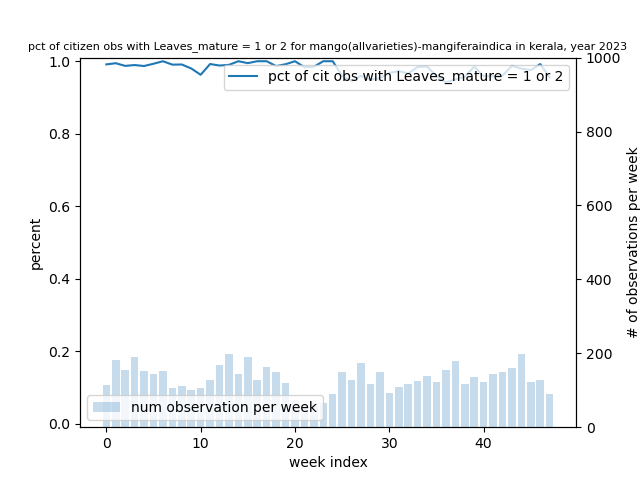 pct of citizen obs with Leaves_mature = 1 or 2 for mango(allvarieties)-mangiferaindica in kerala, year 2023
pct of cit obs with Leaves_mature = 1 or 2
1.0
0.8
0.6
0.4
0.2
0.0
percent
1000
800
600
400
200
0
# of observations per week
num observation per week
0
10
20
30
40
week index